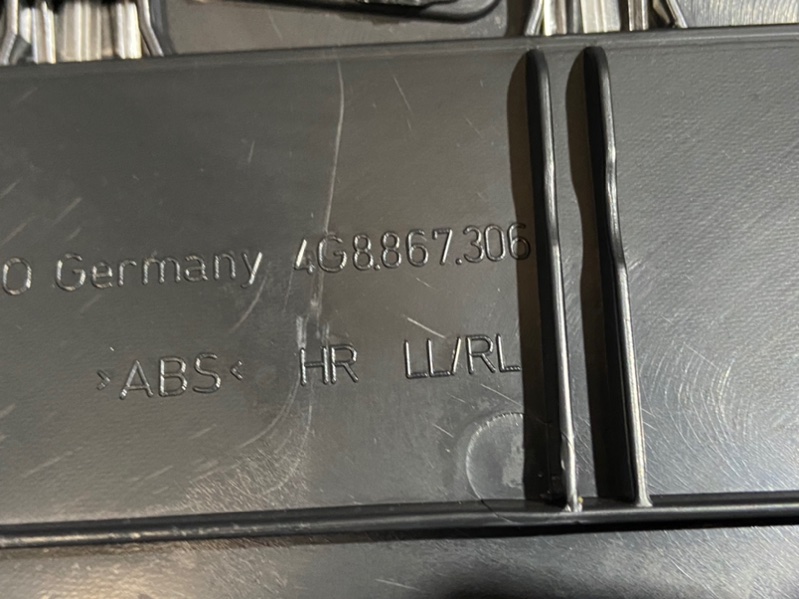 O Germany 4G8.867.306
>ABS< HR LL/RL